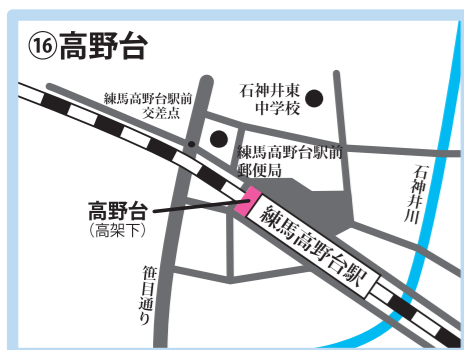 ⑯高野台
練馬高野台駅前
交差点
石神井東
中学校
練馬高野台駅前
郵便局
石神井川
高野台
（高架下）
練馬高野台駅
笹目通り